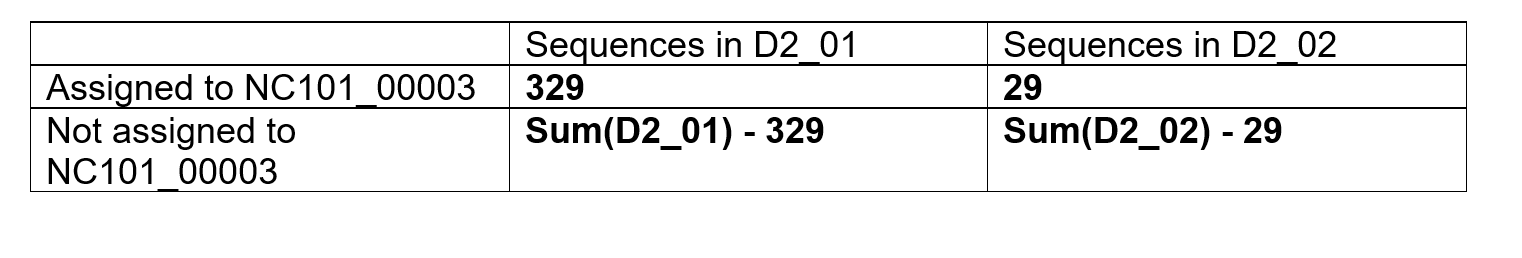 Sequences in D2_01 Sequences in D2_02
Assigned to NC101_00003 329 29
Not assigned to Sum(D2_01) - 329 Sum(D2_02) - 29
NC101_00003